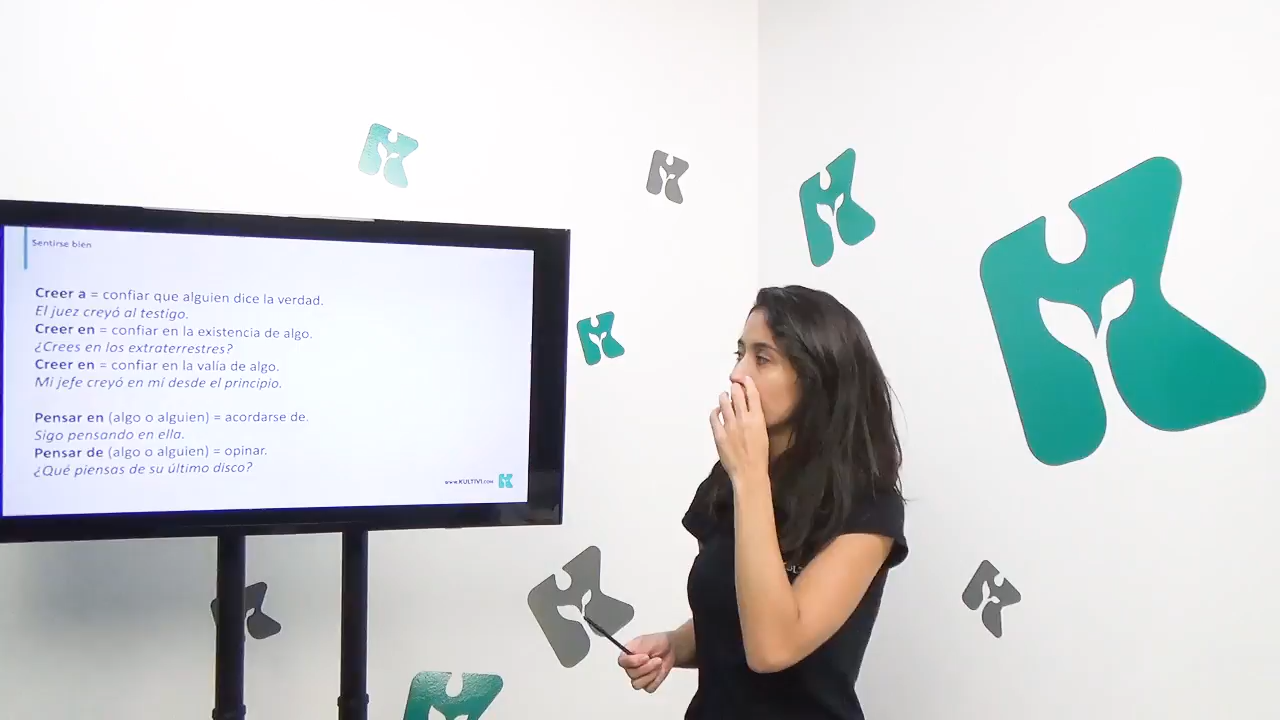 Sentirse bien
Creer a = confiar que alguien dice la verdad.
El juez creyó al testigo.
Creer en = confiar en la existencia de algo.
¿Crees en los extraterrestres?
Creer en = confiar en la valía de algo.
Mi jefe creyó en mí desde el principio.
Pensar en (algo o alguien) = acordarse de.
Sigo pensando en ella.
Pensar de (algo o alguien) = opinar.
¿Qué piensas de su último disco?
www.KULTIVI.com